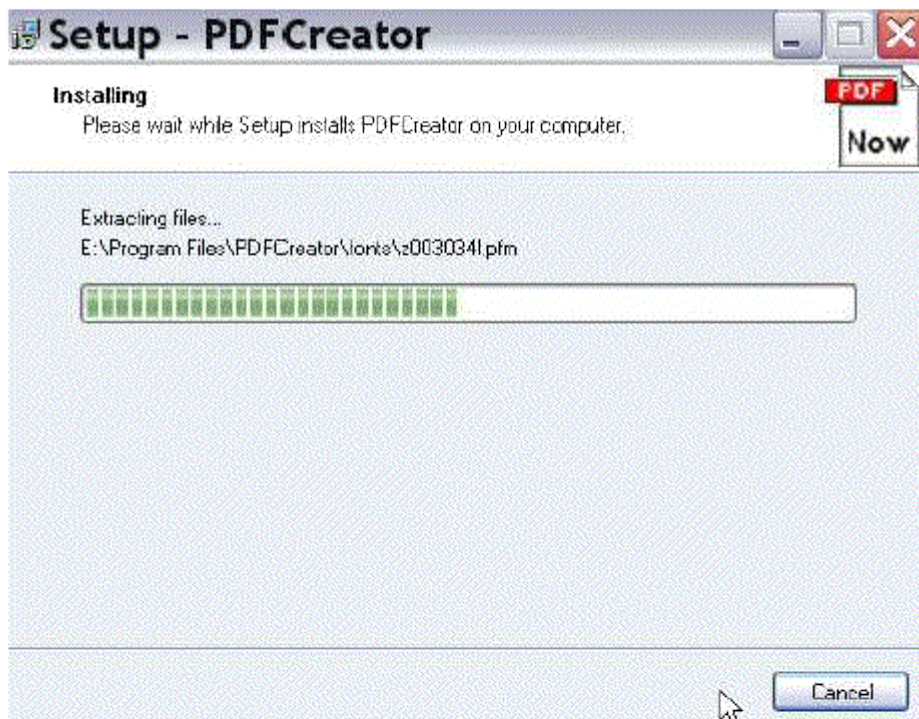 Setup - PDFCreator
Installing
Please wait while Setup installs PDFCreator on your computer.
PDF
Now
Extracting files...
E:\Program Files\PDFCreator\fonts\z003034l.pfm
Cancel